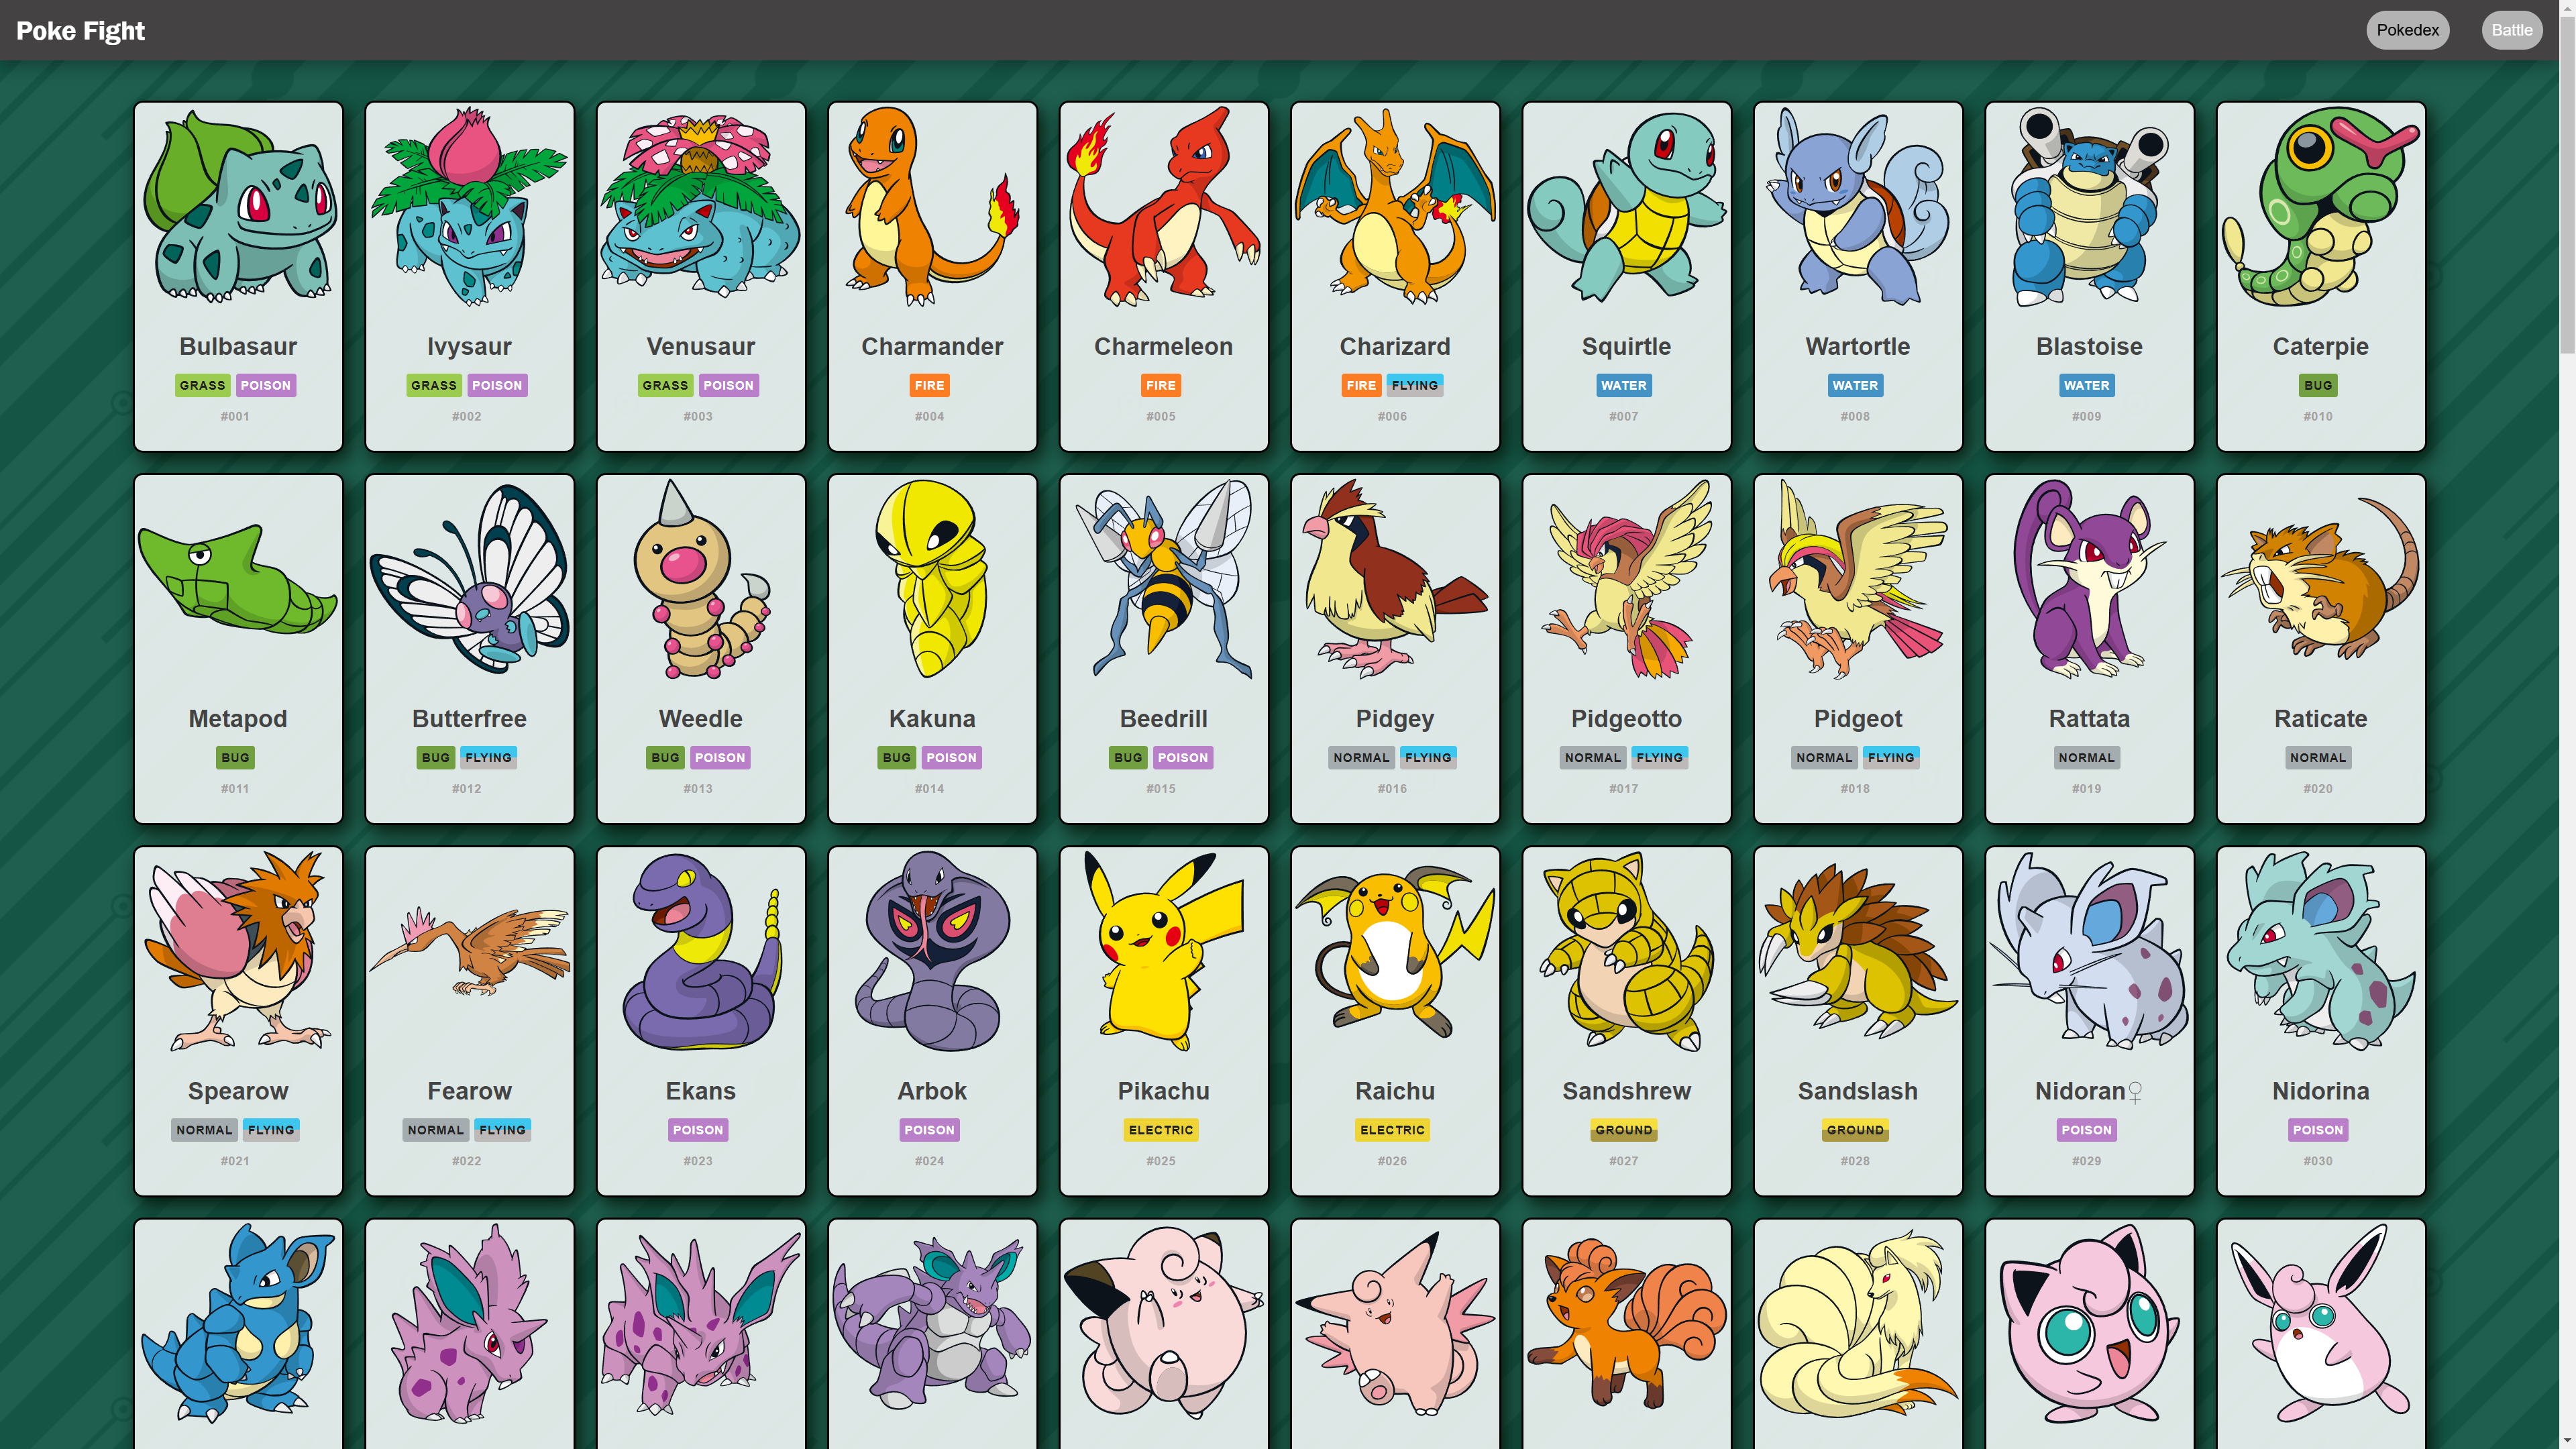 Poke Fight Pokedex Battle
Bulbasaur Ivysaur Venusaur Charmander Charmeleon Charizard Squirtle Wartortle Blastoise Caterpie
GRASS POISON GRASS POISON GRASS POISON FIRE FIRE FIRE FLYING WATER WATER WATER BUG
#001 #002 #003 #004 #005 #006 #007 #008 #009 #010
Metapod Butterfree Weedle Kakuna Beedrill Pidgey Pidgeotto Pidgeot Rattata Raticate
BUG BUG FLYING BUG POISON BUG POISON BUG POISON NORMAL FLYING NORMAL FLYING NORMAL FLYING NORMAL NORMAL
#011 #012 #013 #014 #015 #016 #017 #018 #019 #020
Spearow Fearow Ekans Arbok Pikachu Raichu Sandshrew Sandslash Nidoran♀ Nidorina
NORMAL FLYING NORMAL FLYING POISON POISON ELECTRIC ELECTRIC GROUND GROUND POISON POISON
#021 #022 #023 #024 #025 #026 #027 #028 #029 #030